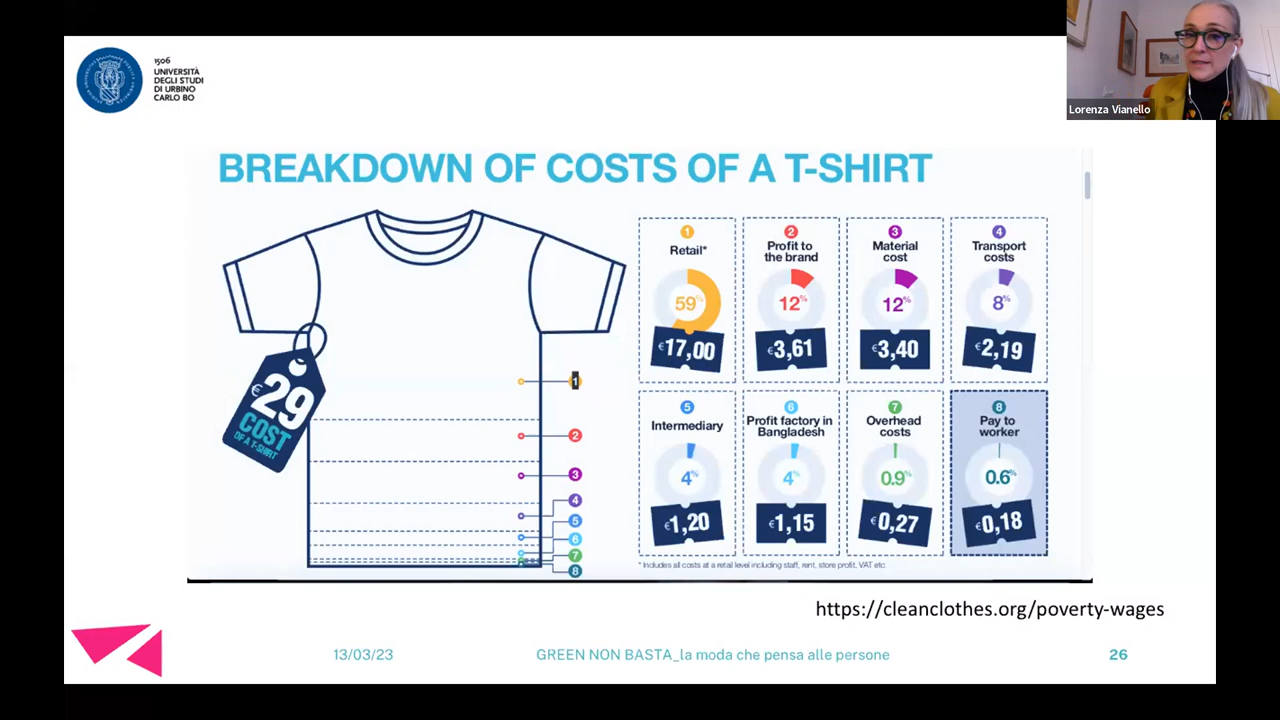 1506
UNIVERSITÀ
DEGLI STUDI
DI URBINO
CARLO BO
Lorenza Vianello
BREAKDOWN OF COSTS OF A T-SHIRT
€29
COST
OF A T-SHIRT
1
2
3
4
5
6
7
8
1
Retail*
59%
€17,00
2
Profit to
the brand
12%
€3,61
3
Material
cost
12%
€3,40
4
Transport
costs
8%
€2,19
5
Intermediary
4%
€1,20
6
Profit factory in
Bangladesh
4%
€1,15
7
Overhead
costs
0.9%
€0,27
8
Pay to
worker
0.6%
€0,18
* Includes all costs at a retail level including staff, rent, store profit, VAT etc.
https://cleanclothes.org/poverty-wages
13/03/23
GREEN NON BASTA_la moda che pensa alle persone
26